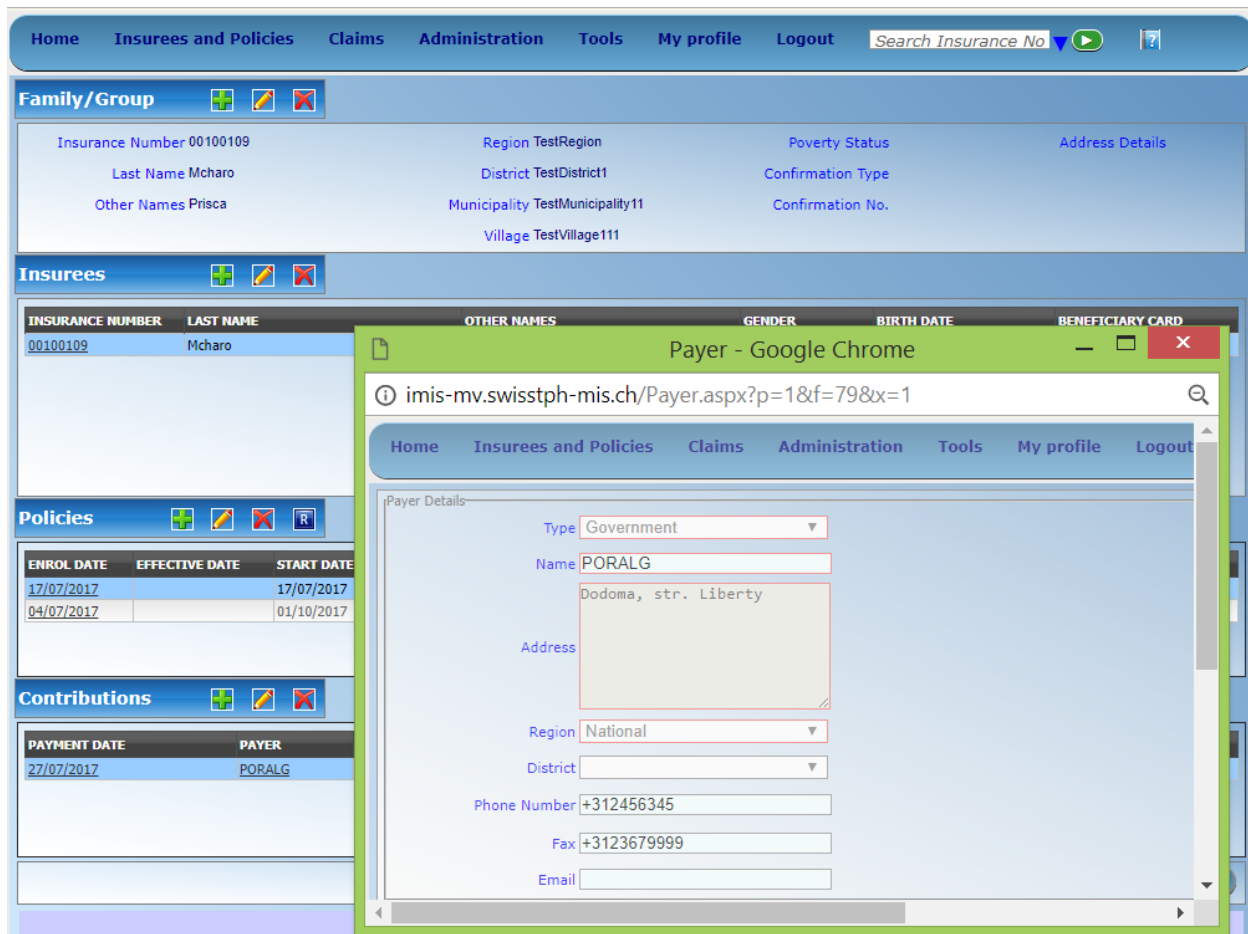 Home Insurees and Policies Claims Administration Tools My profile Logout Search Insurance No ?
Family/Group
Insurance Number 00100109 Region TestRegion Poverty Status Address Details
Last Name Mcharo District TestDistrict1 Confirmation Type
Other Names Prisca Municipality TestMunicipality11 Confirmation No.
Village TestVillage111
Insurees
INSURANCE NUMBER LAST NAME OTHER NAMES GENDER BIRTH DATE BENEFICIARY CARD
00100109 Mcharo
Policies R
ENROL DATE EFFECTIVE DATE START DATE
17/07/2017 17/07/2017
04/07/2017 01/10/2017
Contributions
PAYMENT DATE PAYER
27/07/2017 PORALG
Payer - Google Chrome
imis-mv.swisstph-mis.ch/Payer.aspx?p=1&f=79&x=1
Home Insurees and Policies Claims Administration Tools My profile Logout
Payer Details
Type Government
Name PORALG
Address Dodoma, str. Liberty
Region National
District
Phone Number +312456345
Fax +3123679999
Email